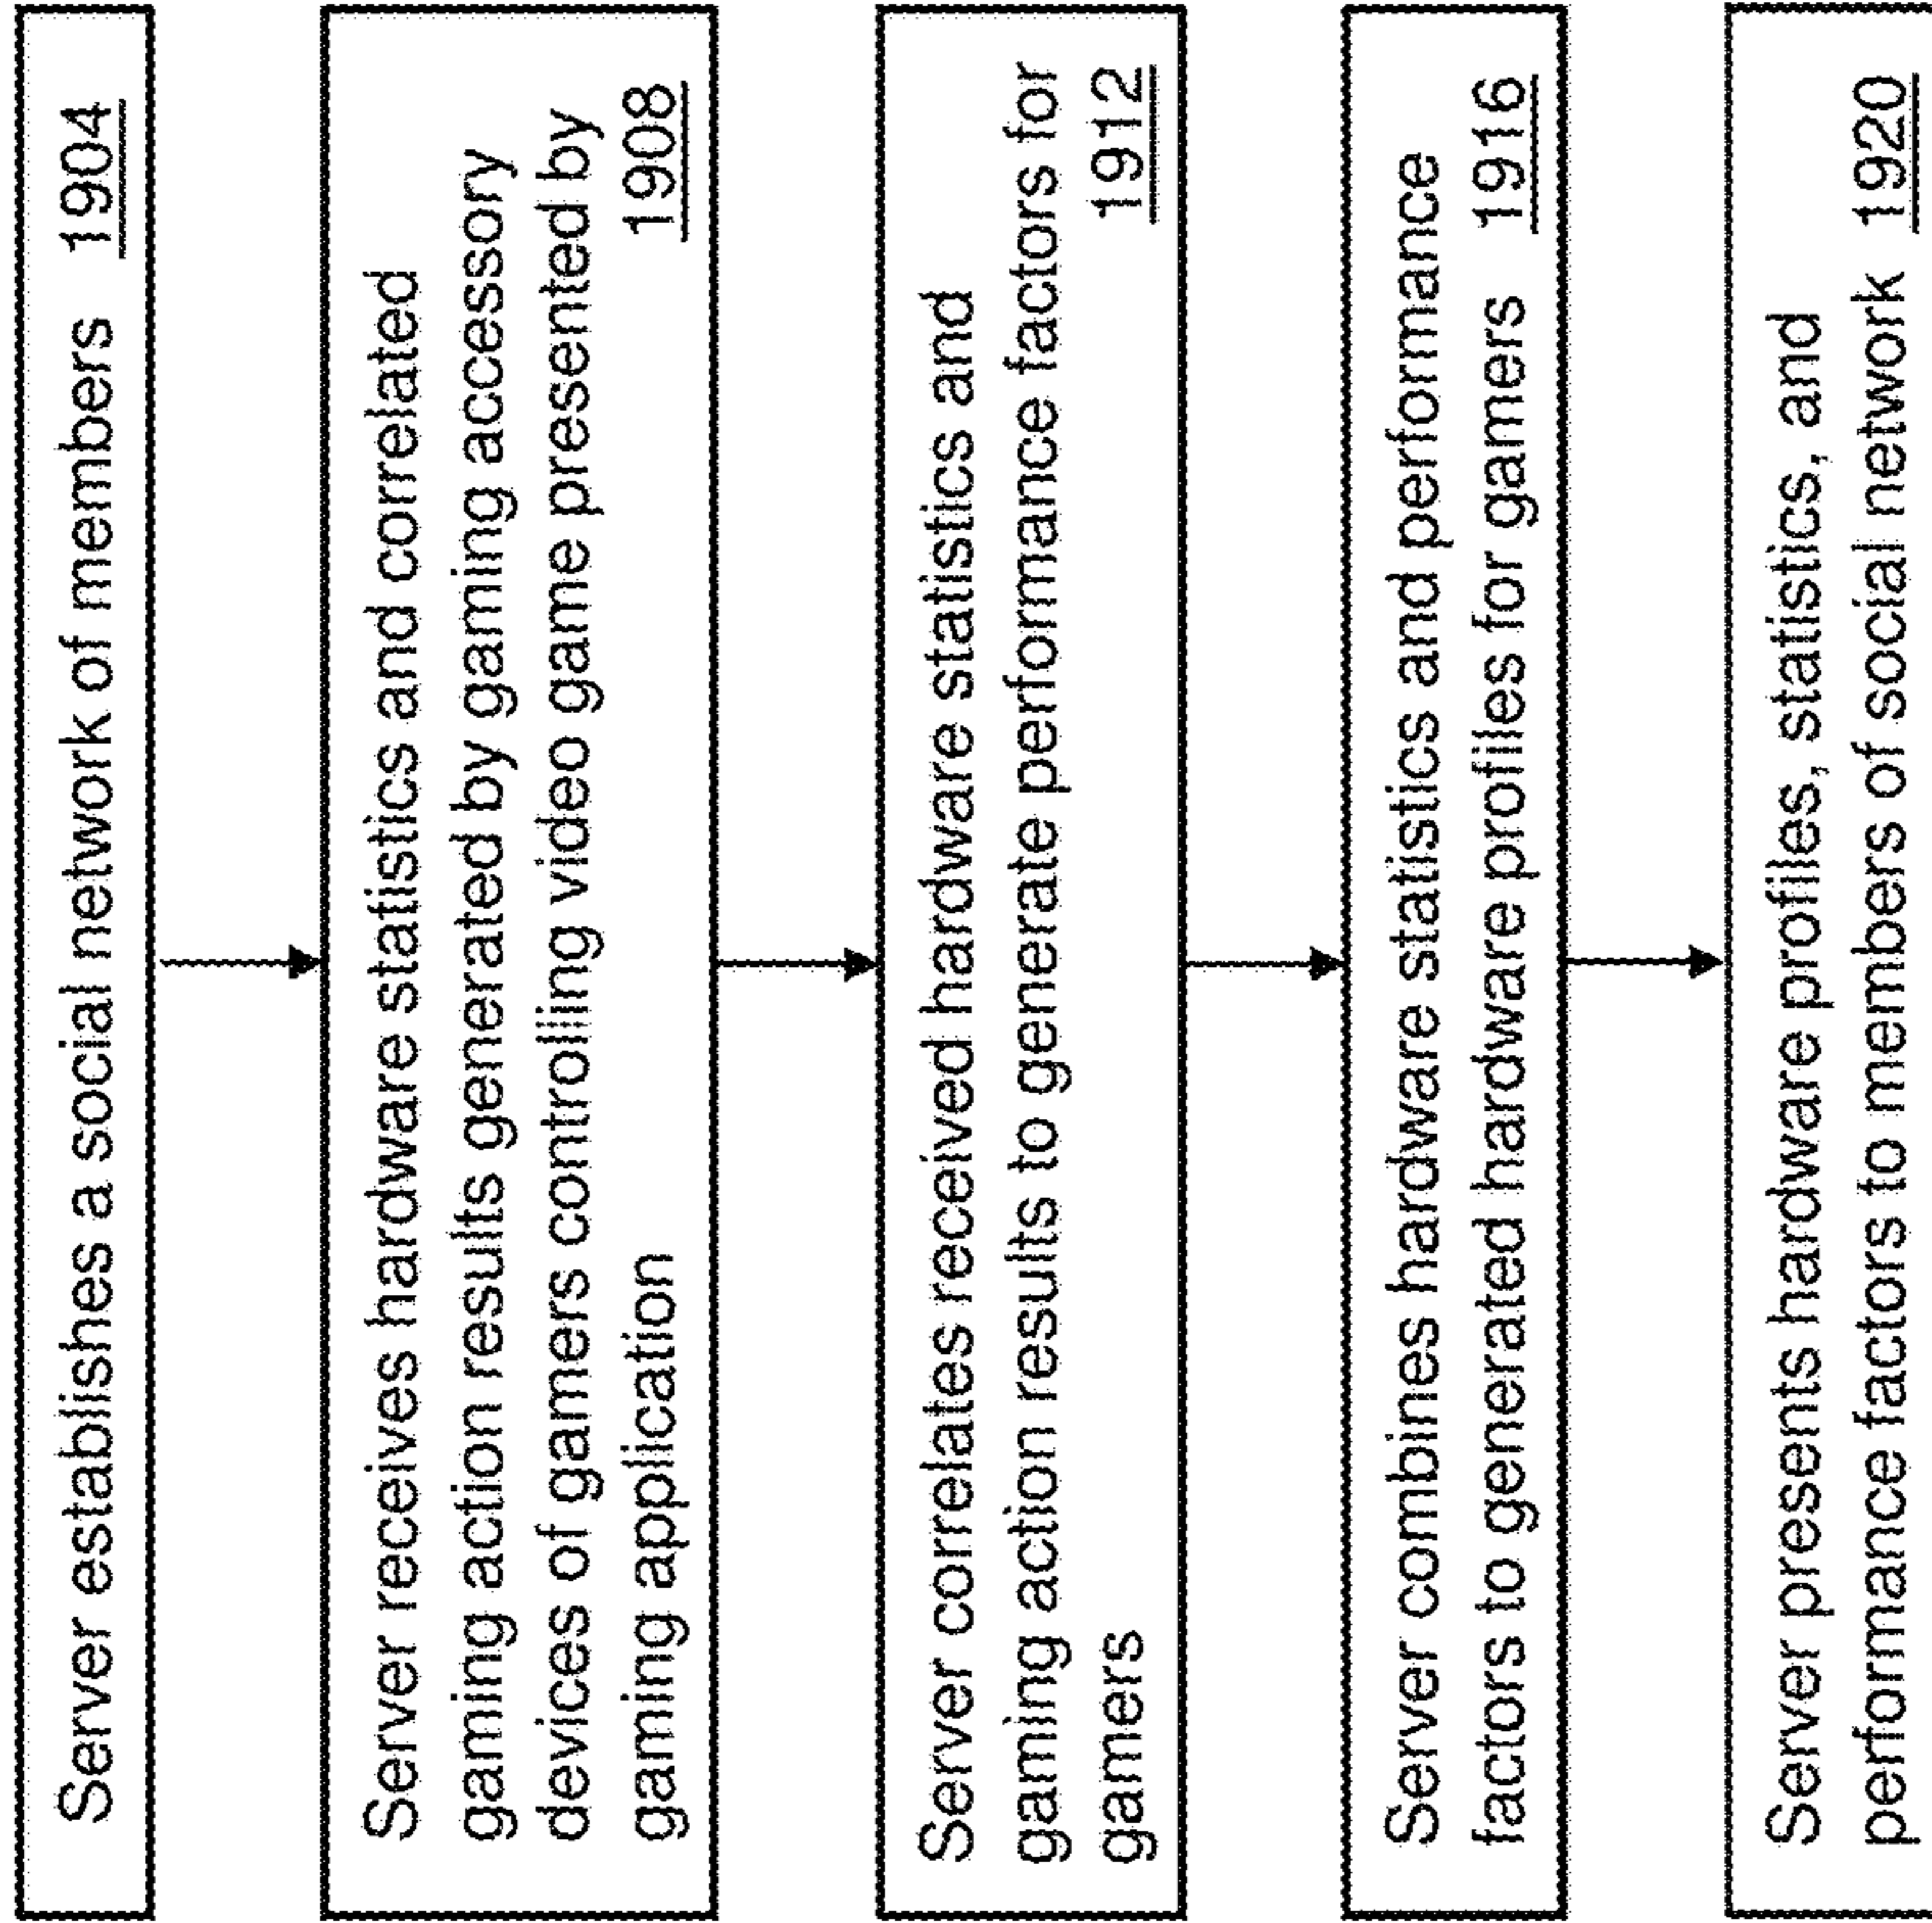 Server establishes a social network of members 1904
Server receives hardware statistics and correlated
gaming action results generated by gaming accessory
devices of gamers controlling video game presented by
gaming application 1908
Server correlates received hardware statistics and
gaming action results to generate performance factors for
gamers 1912
Server combines hardware statistics and performance
factors to generated hardware profiles for gamers 1916
Server presents hardware profiles, statistics, and
performance factors to members of social network 1920